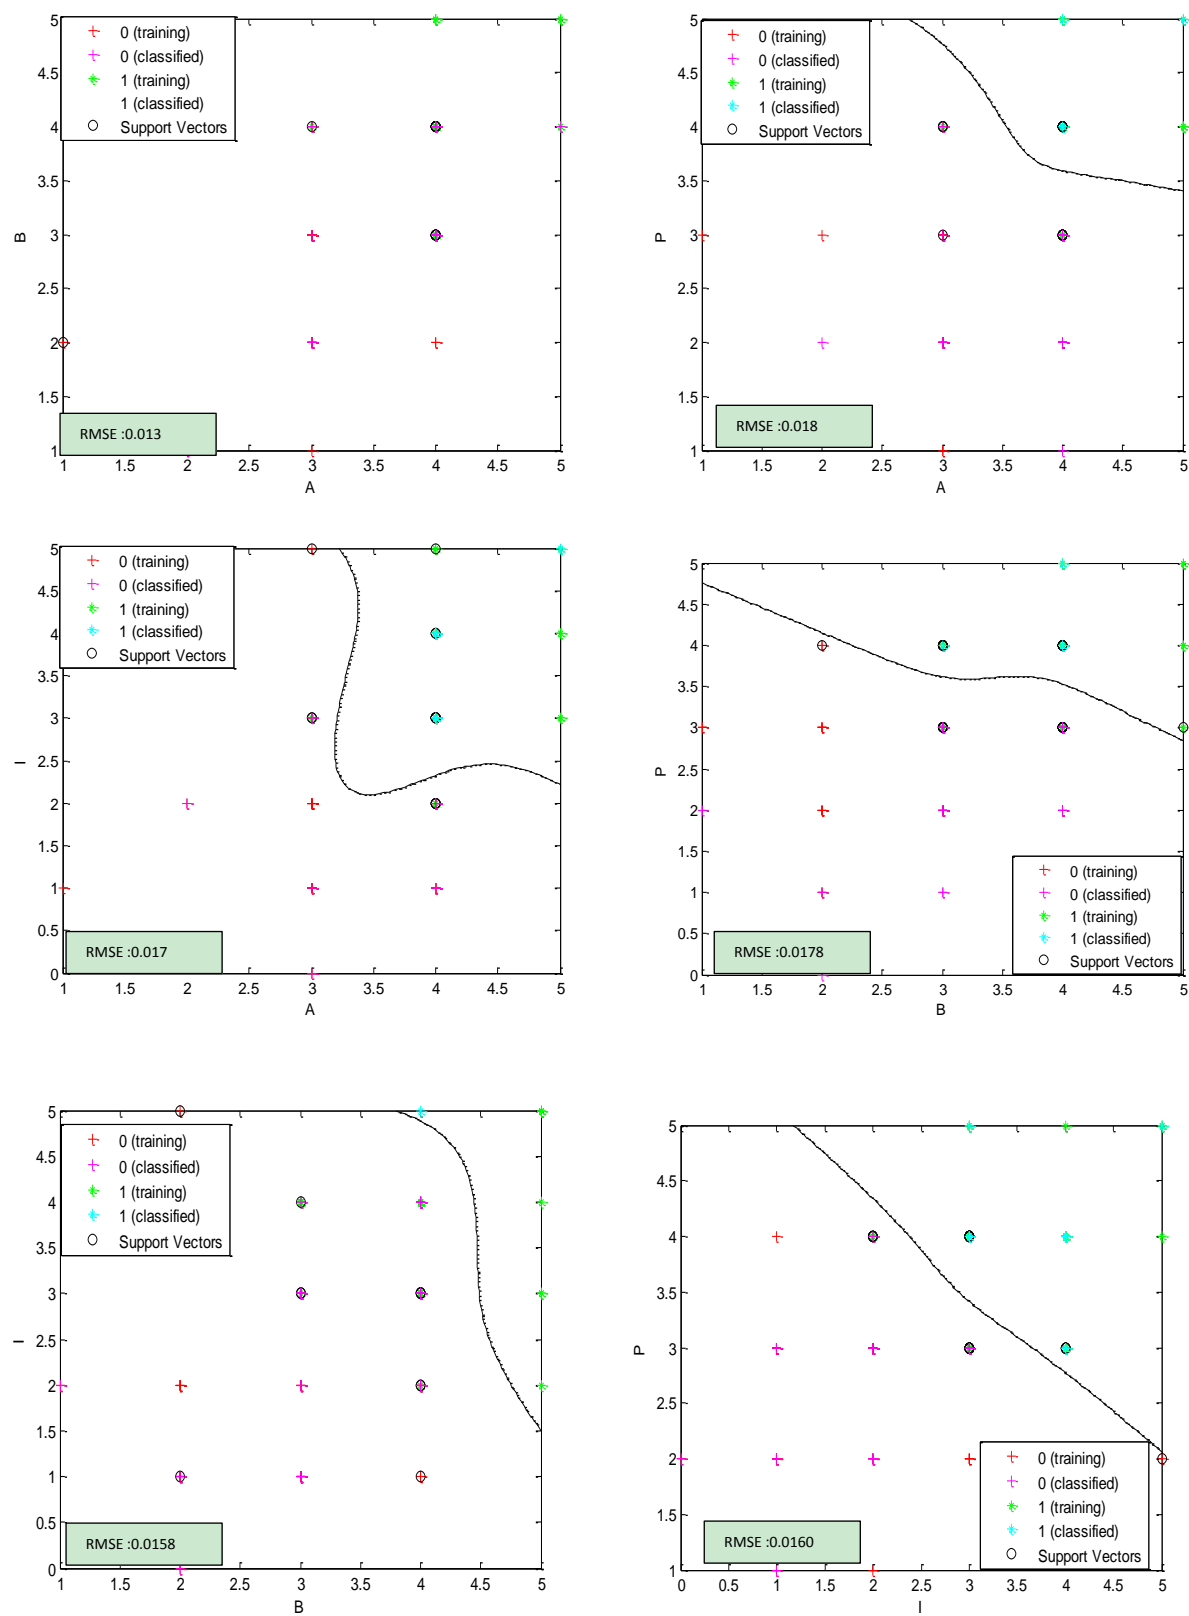 5
4.5
4
3.5
3
2.5
2
1.5
1
B
0 (training)
0 (classified)
1 (training)
1 (classified)
Support Vectors
RMSE :0.013
1 1.5 2 2.5 3 3.5 4 4.5 5
A
5
4.5
4
3.5
3
2.5
2
1.5
1
P
0 (training)
0 (classified)
1 (training)
1 (classified)
Support Vectors
RMSE :0.018
1 1.5 2 2.5 3 3.5 4 4.5 5
A
5
4.5
4
3.5
3
2.5
2
1.5
1
0.5
0
I
0 (training)
0 (classified)
1 (training)
1 (classified)
Support Vectors
RMSE :0.017
1 1.5 2 2.5 3 3.5 4 4.5 5
A
5
4.5
4
3.5
3
2.5
2
1.5
1
0.5
0
P
0 (training)
0 (classified)
1 (training)
1 (classified)
Support Vectors
RMSE :0.0178
1 1.5 2 2.5 3 3.5 4 4.5 5
B
5
4.5
4
3.5
3
2.5
2
1.5
1
0.5
0
I
0 (training)
0 (classified)
1 (training)
1 (classified)
Support Vectors
RMSE :0.0158
1 1.5 2 2.5 3 3.5 4 4.5 5
B
5
4.5
4
3.5
3
2.5
2
1.5
1
P
0 (training)
0 (classified)
1 (training)
1 (classified)
Support Vectors
RMSE :0.0160
0 0.5 1 1.5 2 2.5 3 3.5 4 4.5 5
I